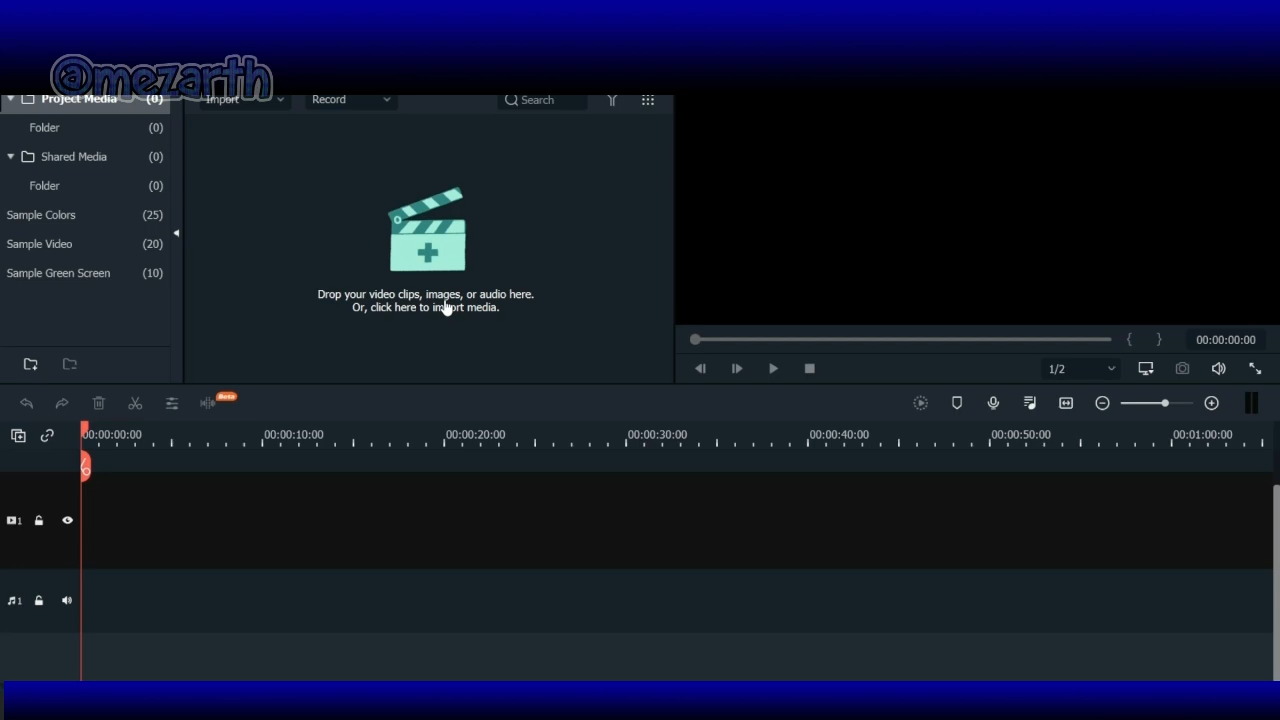 @mezarth
Project Media (0)
Import
Record
Search
Folder (0)
Shared Media (0)
Folder (0)
Sample Colors (25)
Sample Video (20)
Sample Green Screen (10)
Drop your video clips, images, or audio here.
Or, click here to import media.
{ }
00:00:00:00
1/2
Beta
00:00:00:00 00:00:10:00 00:00:20:00 00:00:30:00 00:00:40:00 00:00:50:00 00:01:00:00
1
1